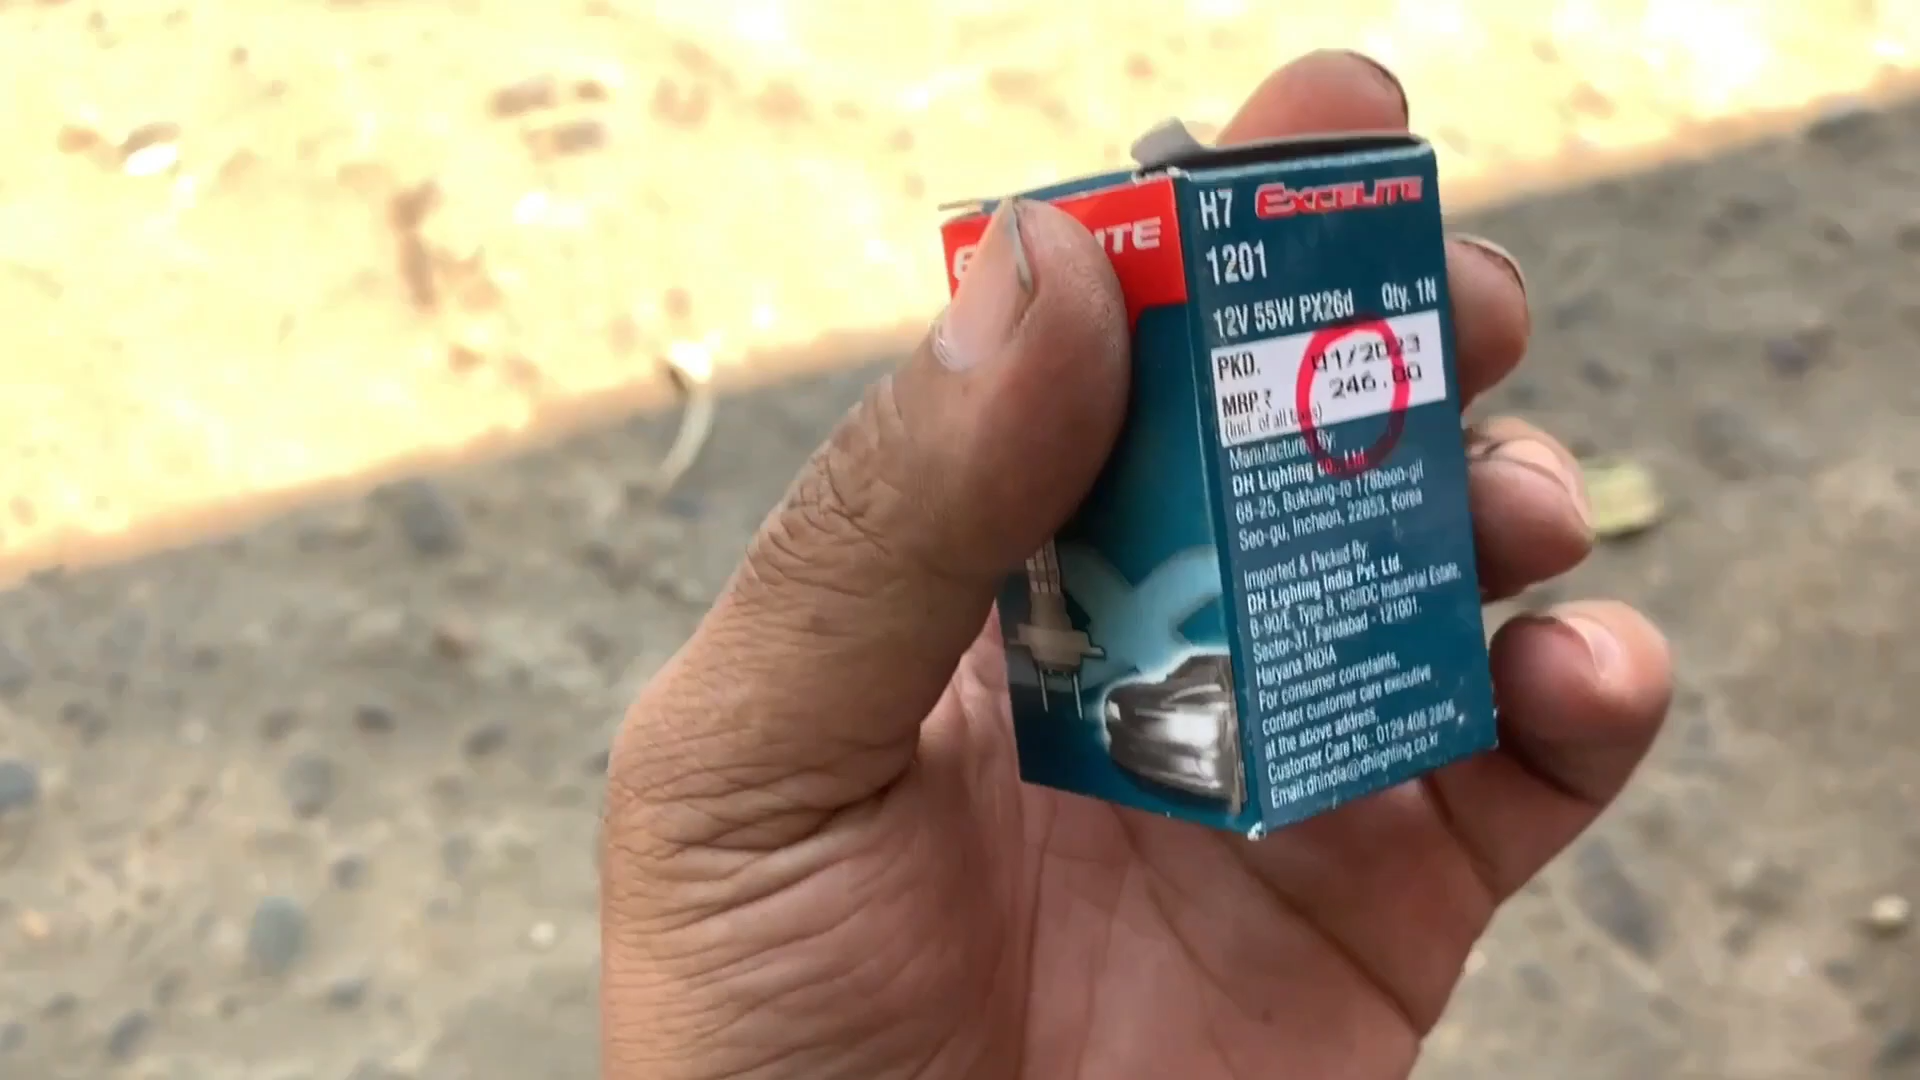 H7 EXCELITE
1201
12V 55W PX26d Qty. 1N
PKD. 01/2023
MRP.₹ 246.00
(Incl. of all taxes)
Manufactured By:
DH Lighting co., Ltd.
68-25, Bukhang-ro 178beon-gil
Seo-gu, Incheon, 22853, Korea
Imported & Packed By:
DH Lighting India Pvt. Ltd.
B-90/E, Type B, HSIIDC Industrial Estate,
Sector-31, Faridabad - 121001.
Haryana INDIA
For consumer complaints,
contact customer care executive
at the above address.
Customer Care No.: 0129 406 2806
Email:dhindia@dhlighting.co.kr